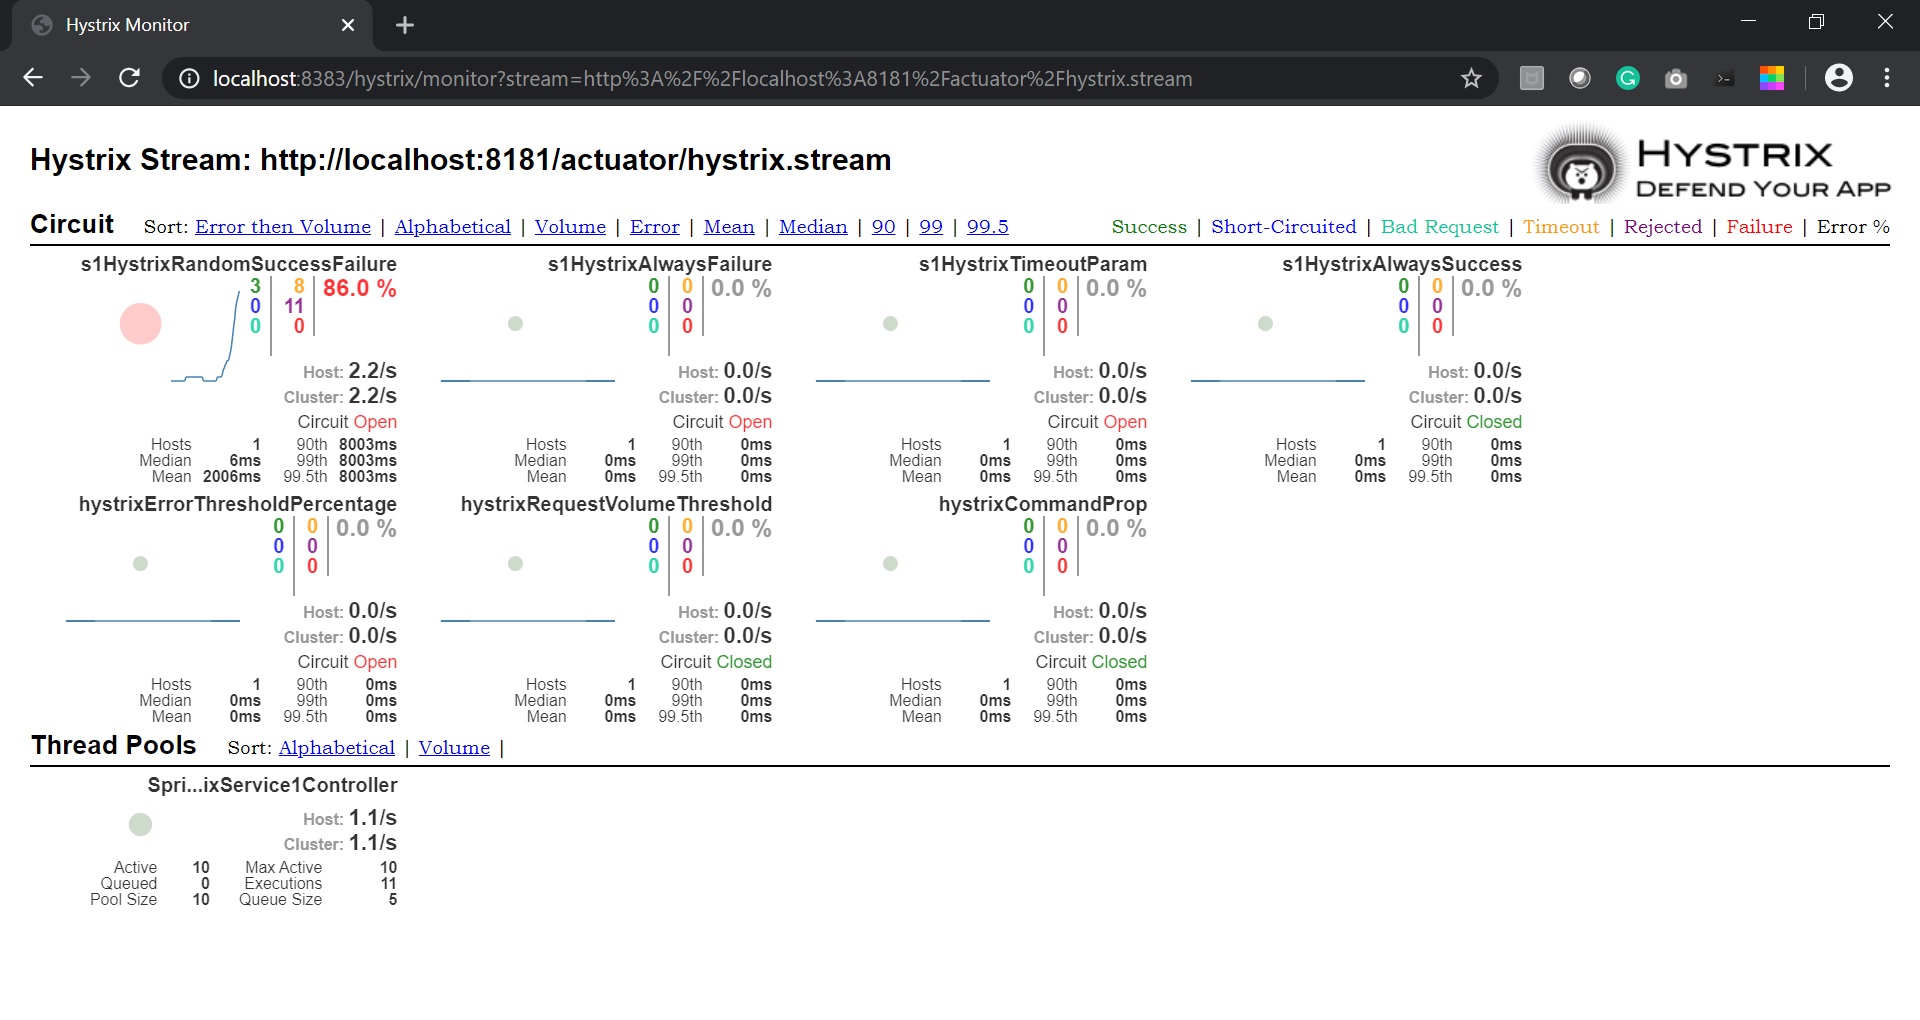 Hystrix Monitor
localhost:8383/hystrix/monitor?stream=http%3A%2F%2Flocalhost%3A8181%2Factuator%2Fhystrix.stream
Hystrix Stream: http://localhost:8181/actuator/hystrix.stream
HYSTRIX
DEFEND YOUR APP
Circuit Sort: Error then Volume | Alphabetical | Volume | Error | Mean | Median | 90 | 99 | 99.5 Success | Short-Circuited | Bad Request | Timeout | Rejected | Failure | Error %
s1HystrixRandomSuccessFailure
3 8 86.0 %
0 11
0 0
Host: 2.2/s
Cluster: 2.2/s
Circuit Open
Hosts 1 90th 8003ms
Median 6ms 99th 8003ms
Mean 2006ms 99.5th 8003ms
s1HystrixAlwaysFailure
0 0 0.0 %
0 0
0 0
Host: 0.0/s
Cluster: 0.0/s
Circuit Open
Hosts 1 90th 0ms
Median 0ms 99th 0ms
Mean 0ms 99.5th 0ms
s1HystrixTimeoutParam
0 0 0.0 %
0 0
0 0
Host: 0.0/s
Cluster: 0.0/s
Circuit Open
Hosts 1 90th 0ms
Median 0ms 99th 0ms
Mean 0ms 99.5th 0ms
s1HystrixAlwaysSuccess
0 0 0.0 %
0 0
0 0
Host: 0.0/s
Cluster: 0.0/s
Circuit Closed
Hosts 1 90th 0ms
Median 0ms 99th 0ms
Mean 0ms 99.5th 0ms
hystrixErrorThresholdPercentage
0 0 0.0 %
0 0
0 0
Host: 0.0/s
Cluster: 0.0/s
Circuit Open
Hosts 1 90th 0ms
Median 0ms 99th 0ms
Mean 0ms 99.5th 0ms
hystrixRequestVolumeThreshold
0 0 0.0 %
0 0
0 0
Host: 0.0/s
Cluster: 0.0/s
Circuit Closed
Hosts 1 90th 0ms
Median 0ms 99th 0ms
Mean 0ms 99.5th 0ms
hystrixCommandProp
0 0 0.0 %
0 0
0 0
Host: 0.0/s
Cluster: 0.0/s
Circuit Closed
Hosts 1 90th 0ms
Median 0ms 99th 0ms
Mean 0ms 99.5th 0ms
Thread Pools Sort: Alphabetical | Volume |
Spri...ixService1Controller
Host: 1.1/s
Cluster: 1.1/s
Active 10 Max Active 10
Queued 0 Executions 11
Pool Size 10 Queue Size 5